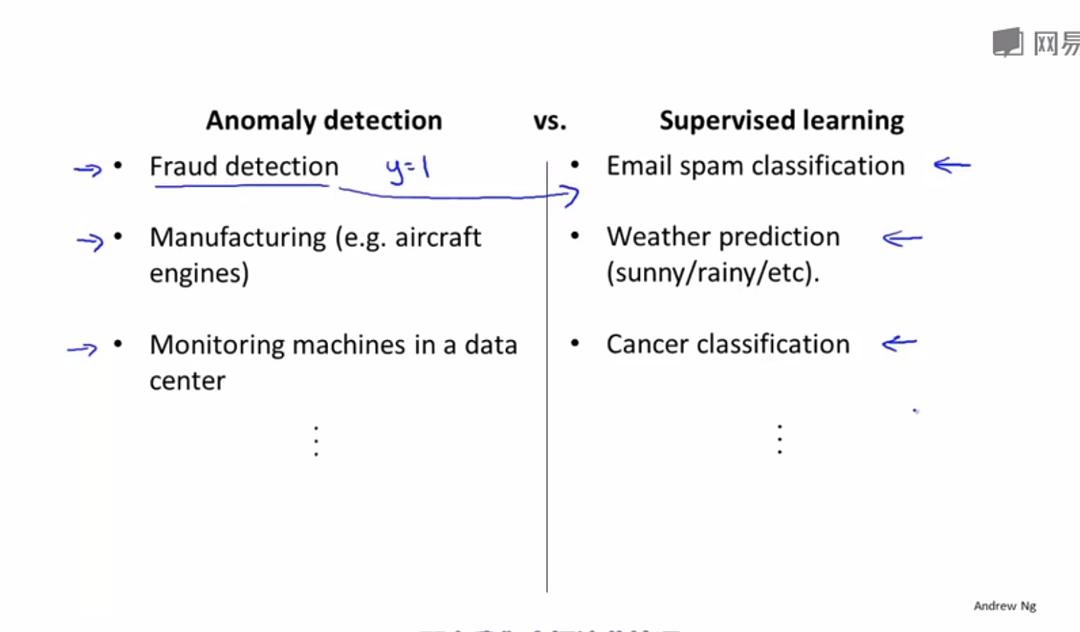 网易
Anomaly detection vs. Supervised learning
→ • Fraud detection y=1
→ • Manufacturing (e.g. aircraft
engines)
→ • Monitoring machines in a data
center
⋮
• Email spam classification ←
• Weather prediction ←
(sunny/rainy/etc).
• Cancer classification ←
⋮
Andrew Ng